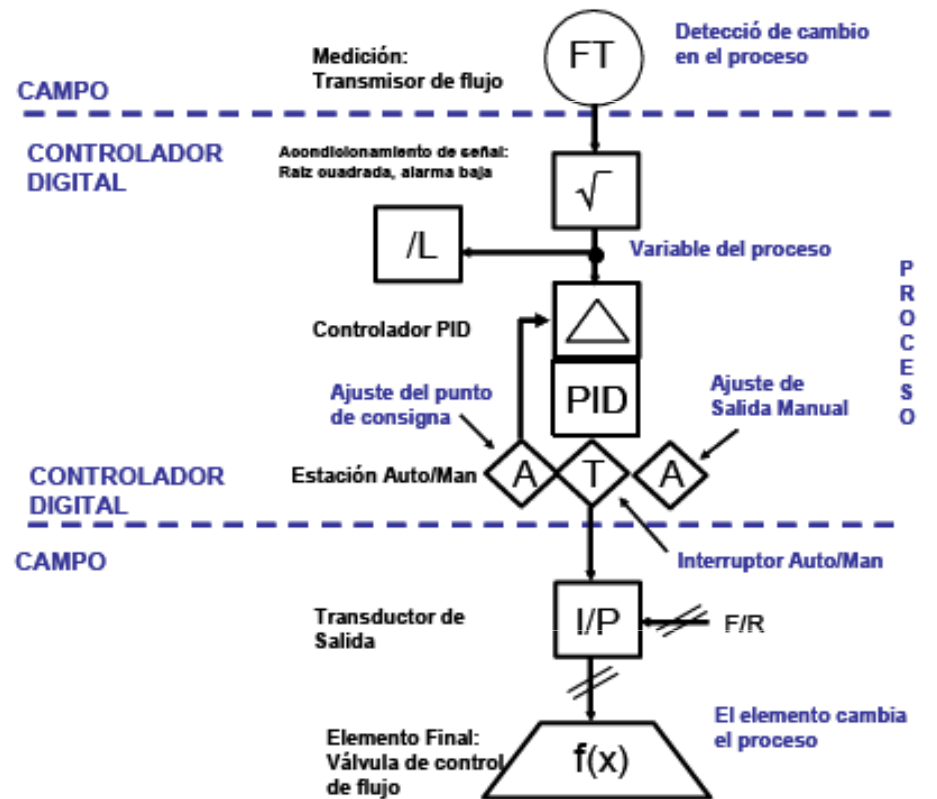 Detecció de cambio
en el proceso
FT
Medición:
Transmisor de flujo
CAMPO
CONTROLADOR
DIGITAL
Acondicionamiento de señal:
Raiz cuadrada, alarma baja
√
/L
Variable del proceso
PROCESO
Controlador PID
△
PID
Ajuste del punto
de consigna
Ajuste de
Salida Manual
Estación Auto/Man
A
T
A
CONTROLADOR
DIGITAL
CAMPO
Interruptor Auto/Man
Transductor de
Salida
I/P
F/R
El elemento cambia
el proceso
Elemento Final:
Válvula de control
de flujo
f(x)